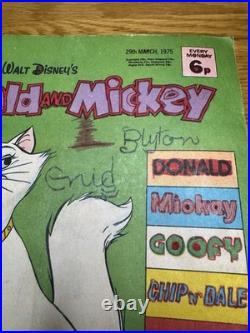 29th MARCH, 1975
EVERY
MONDAY
6p
WALT DISNEY'S
ald AND Mickey
Blyton
Enid
DONALD
Mickey
GOOFY
CHIP 'n' DALE